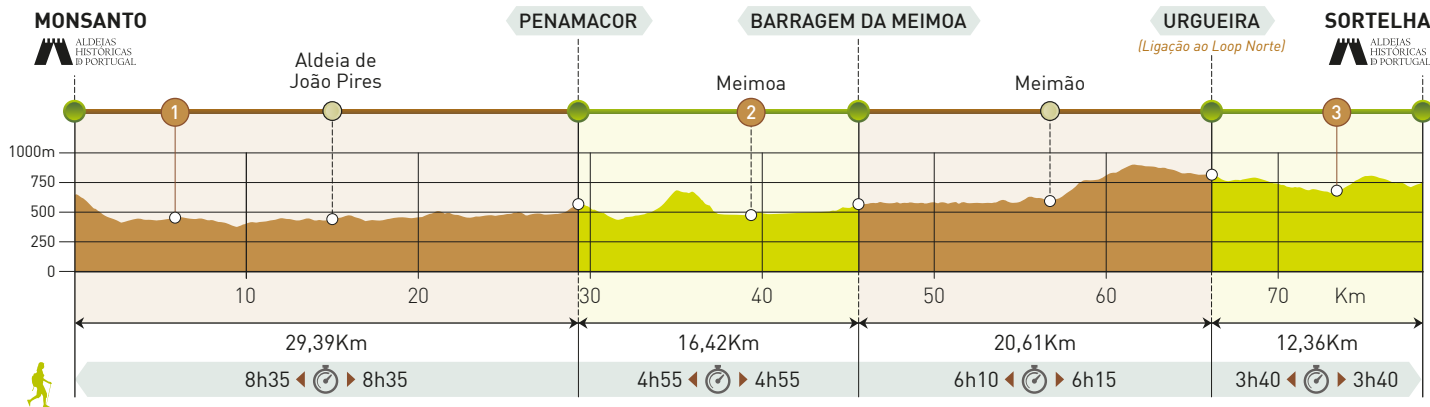 MONSANTO
ALDEIAS
HISTÓRICAS
D PORTUGAL
PENAMACOR
BARRAGEM DA MEIMOA
URGUEIRA
(Ligação ao Loop Norte)
SORTELHA
ALDEIAS
HISTÓRICAS
D PORTUGAL
Aldeia de
João Pires
Meimoa
Meimão
1
2
3
1000m
750
500
250
0
10 20 30 40 50 60 70 Km
29,39Km 16,42Km 20,61Km 12,36Km
8h35 8h35 4h55 4h55 6h10 6h15 3h40 3h40